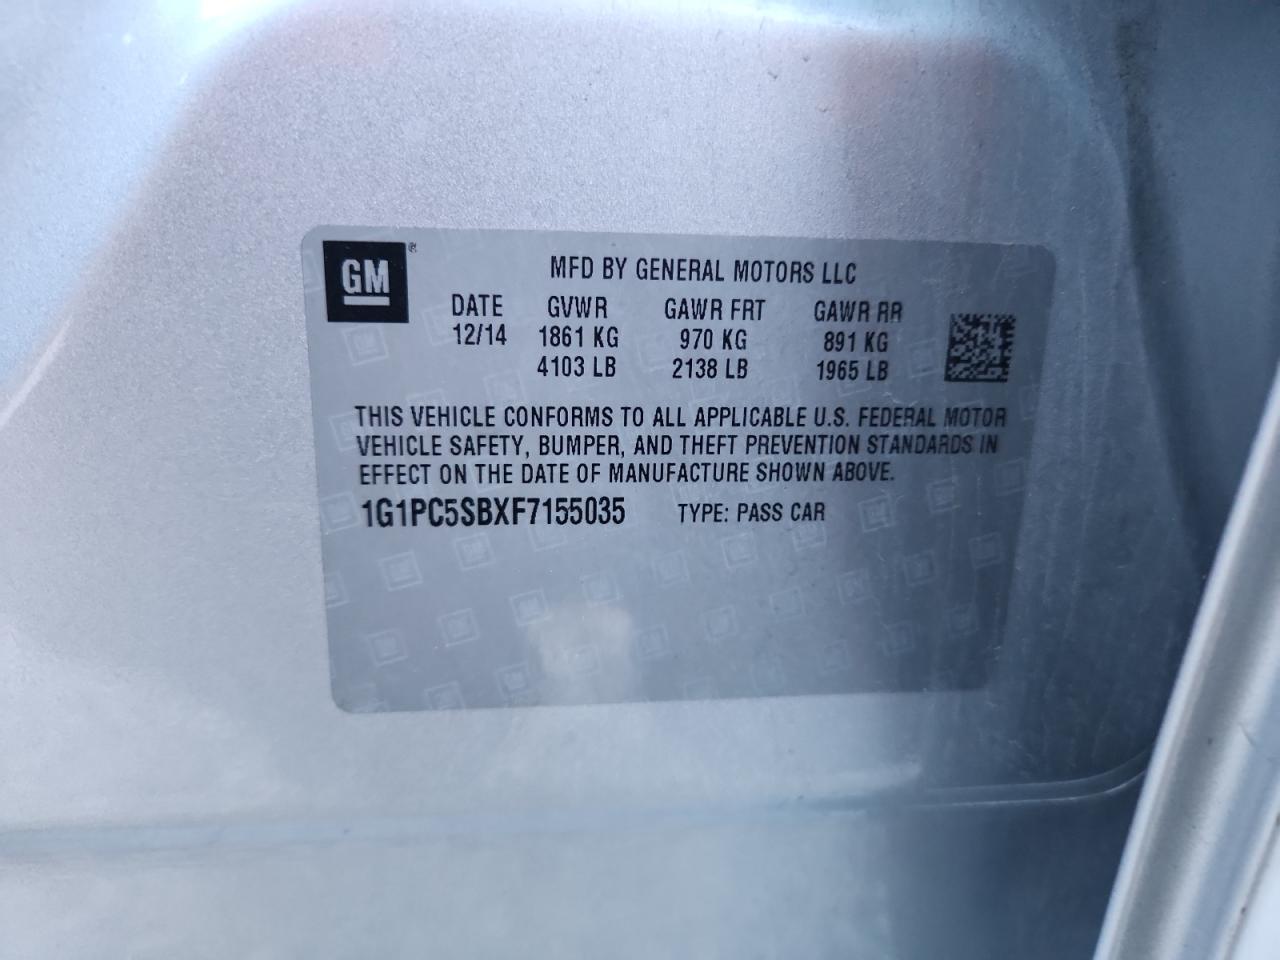 GM ®
MFD BY GENERAL MOTORS LLC
DATE GVWR GAWR FRT GAWR RR
12/14 1861 KG 970 KG 891 KG
4103 LB 2138 LB 1965 LB
THIS VEHICLE CONFORMS TO ALL APPLICABLE U.S. FEDERAL MOTOR
VEHICLE SAFETY, BUMPER, AND THEFT PREVENTION STANDARDS IN
EFFECT ON THE DATE OF MANUFACTURE SHOWN ABOVE.
1G1PC5SBXF7155035 TYPE: PASS CAR